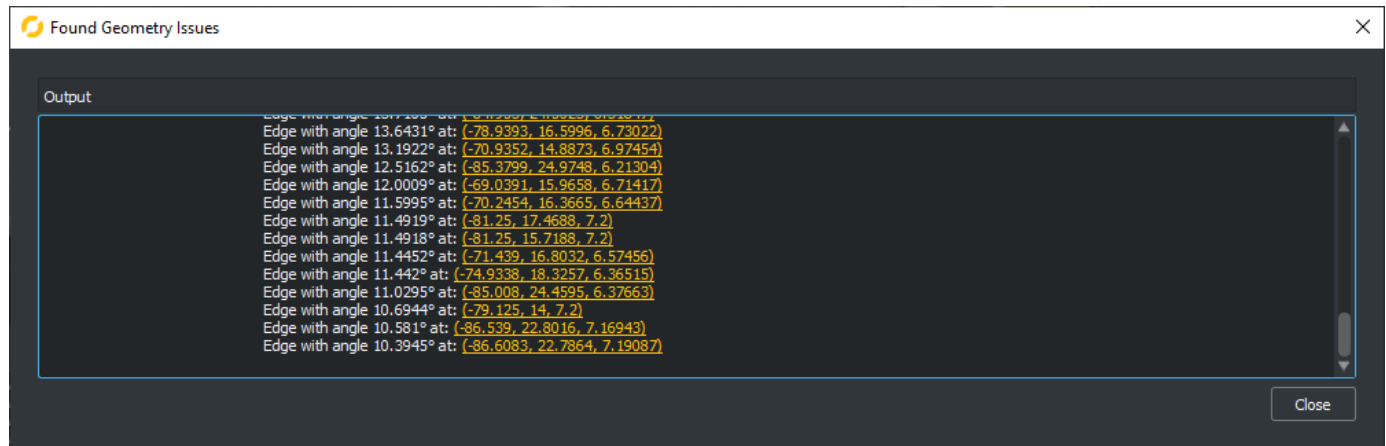 Found Geometry Issues
Output
Edge with angle
Edge with angle 13.6431° at: (-78.9393, 16.5996, 6.73022)
Edge with angle 13.1922° at: (-70.9352, 14.8873, 6.97454)
Edge with angle 12.5162° at: (-85.3799, 24.9748, 6.21304)
Edge with angle 12.0009° at: (-69.0391, 15.9658, 6.71417)
Edge with angle 11.5995° at: (-70.2454, 16.3665, 6.64437)
Edge with angle 11.4919° at: (-81.25, 17.4688, 7.2)
Edge with angle 11.4918° at: (-81.25, 15.7188, 7.2)
Edge with angle 11.4452° at: (-71.439, 16.8032, 6.57456)
Edge with angle 11.442° at: (-74.9338, 18.3257, 6.36515)
Edge with angle 11.0295° at: (-85.008, 24.4595, 6.37663)
Edge with angle 10.6944° at: (-79.125, 14, 7.2)
Edge with angle 10.581° at: (-86.539, 22.8016, 7.16943)
Edge with angle 10.3945° at: (-86.6083, 22.7864, 7.19087)
Close